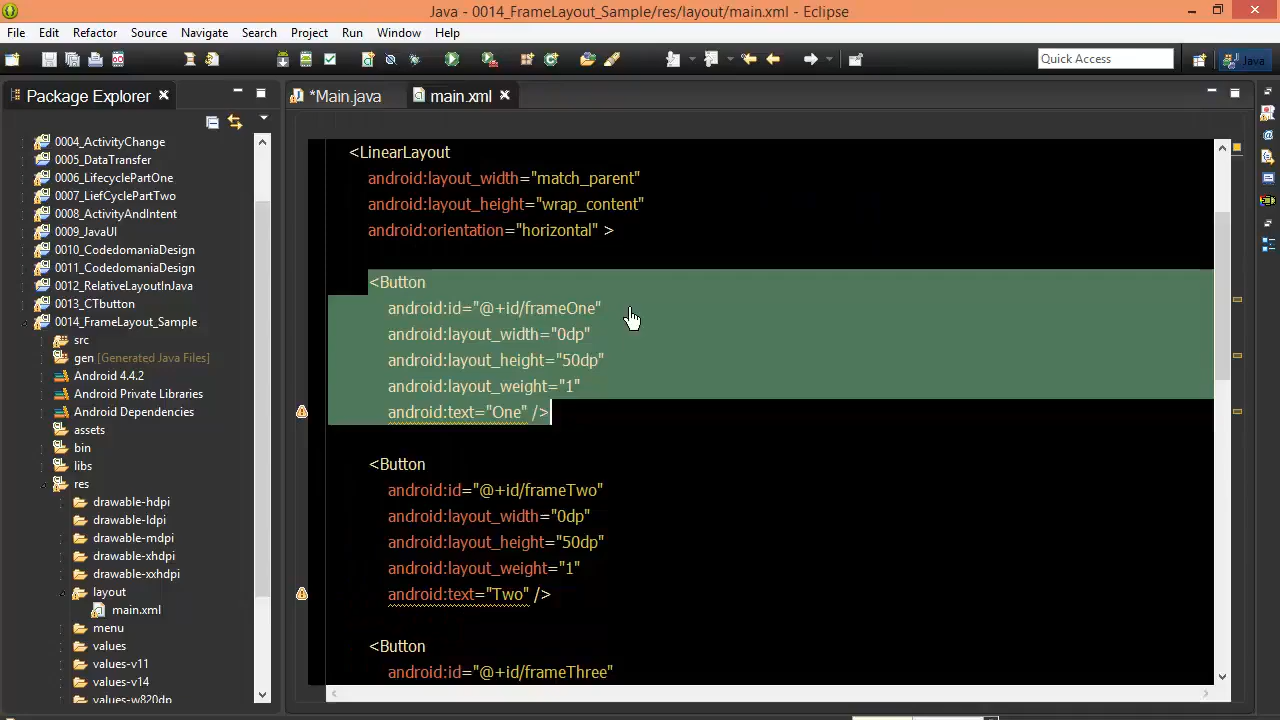 Java - 0014_FrameLayout_Sample/res/layout/main.xml - Eclipse
File Edit Refactor Source Navigate Search Project Run Window Help
Quick Access
Java
Package Explorer
*Main.java
main.xml
0004_ActivityChange
0005_DataTransfer
0006_LifecyclePartOne
0007_LiefCyclePartTwo
0008_ActivityAndIntent
0009_JavaUI
0010_CodedomaniaDesign
0011_CodedomaniaDesign
0012_RelativeLayoutInJava
0013_CTbutton
0014_FrameLayout_Sample
src
gen [Generated Java Files]
Android 4.4.2
Android Private Libraries
Android Dependencies
assets
bin
libs
res
drawable-hdpi
drawable-ldpi
drawable-mdpi
drawable-xhdpi
drawable-xxhdpi
layout
main.xml
menu
values
values-v11
values-v14
values-w820dp
<LinearLayout
android:layout_width="match_parent"
android:layout_height="wrap_content"
android:orientation="horizontal" >
<Button
android:id="@+id/frameOne"
android:layout_width="0dp"
android:layout_height="50dp"
android:layout_weight="1"
android:text="One" />
<Button
android:id="@+id/frameTwo"
android:layout_width="0dp"
android:layout_height="50dp"
android:layout_weight="1"
android:text="Two" />
<Button
android:id="@+id/frameThree"